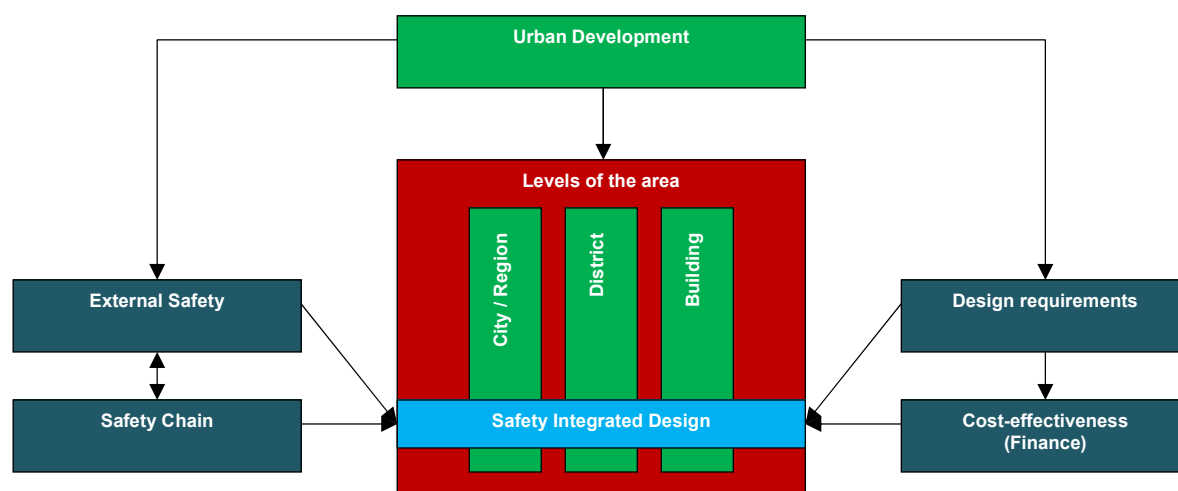 Urban Development
Levels of the area
City / Region
District
Building
External Safety
Design requirements
Safety Chain
Safety Integrated Design
Cost-effectiveness
(Finance)